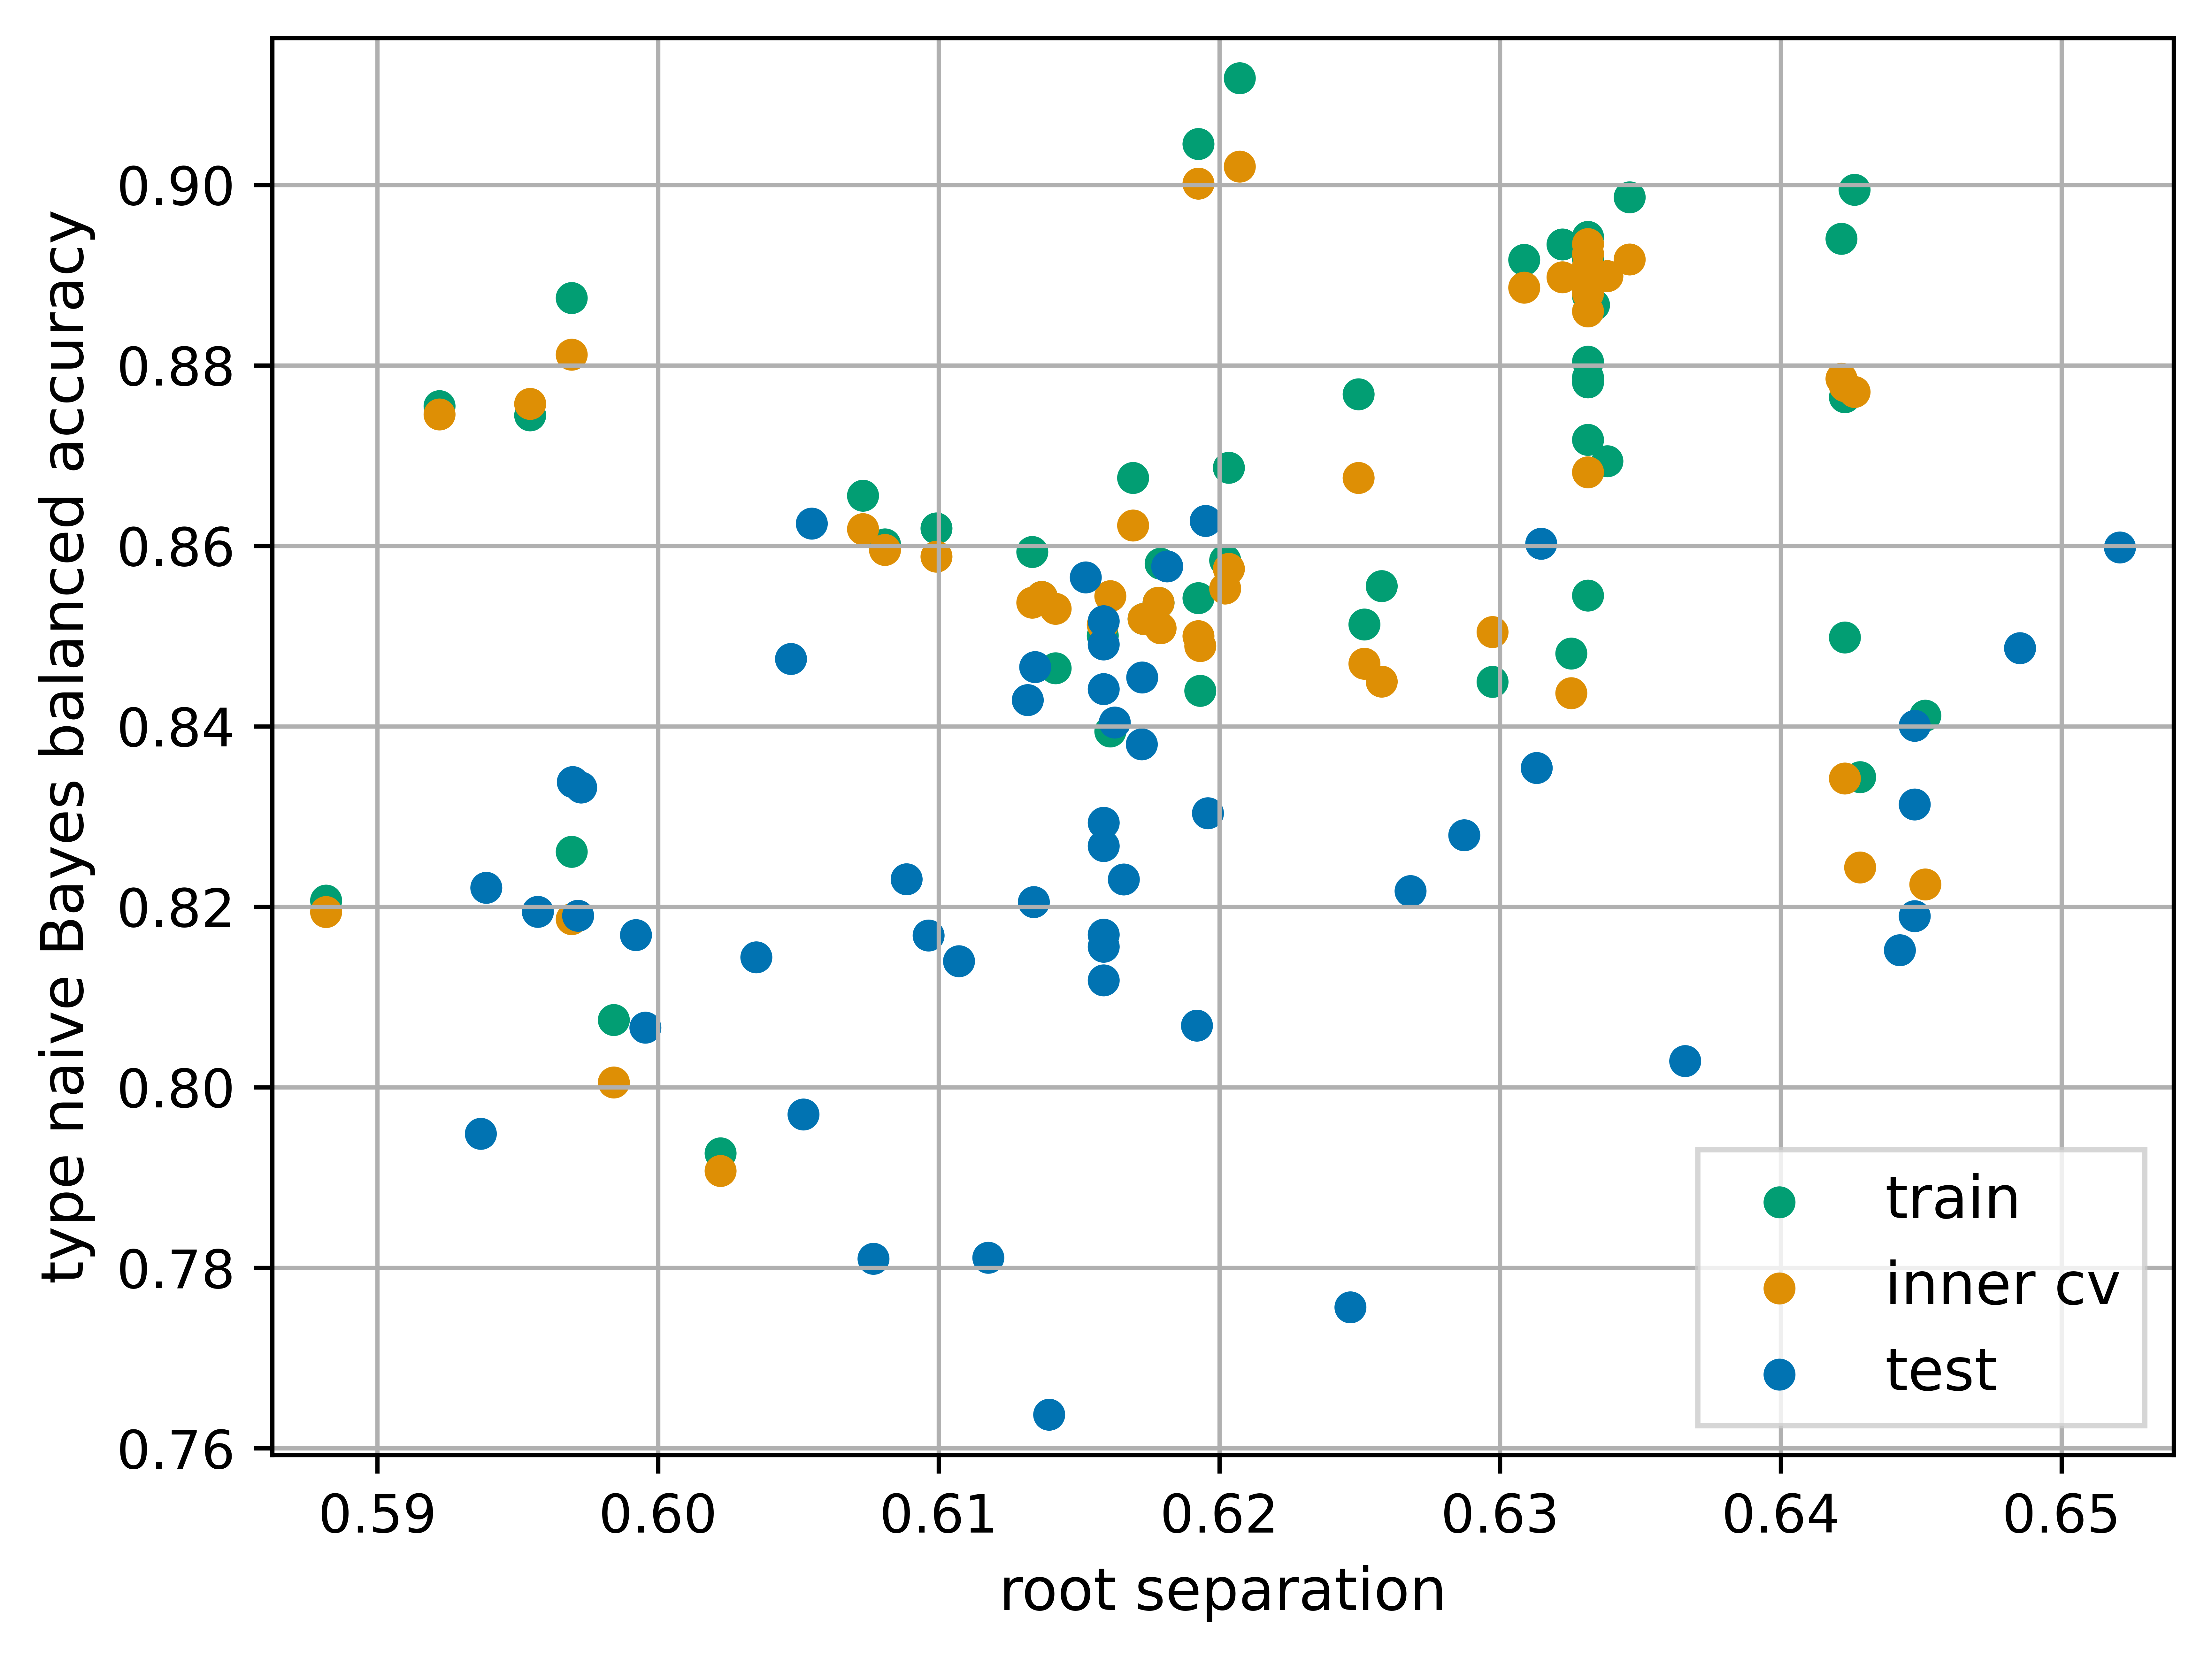 type naive Bayes balanced accuracy
0.90
0.88
0.86
0.84
0.82
0.80
0.78
0.76
0.59 0.60 0.61 0.62 0.63 0.64 0.65
root separation
train
inner cv
test